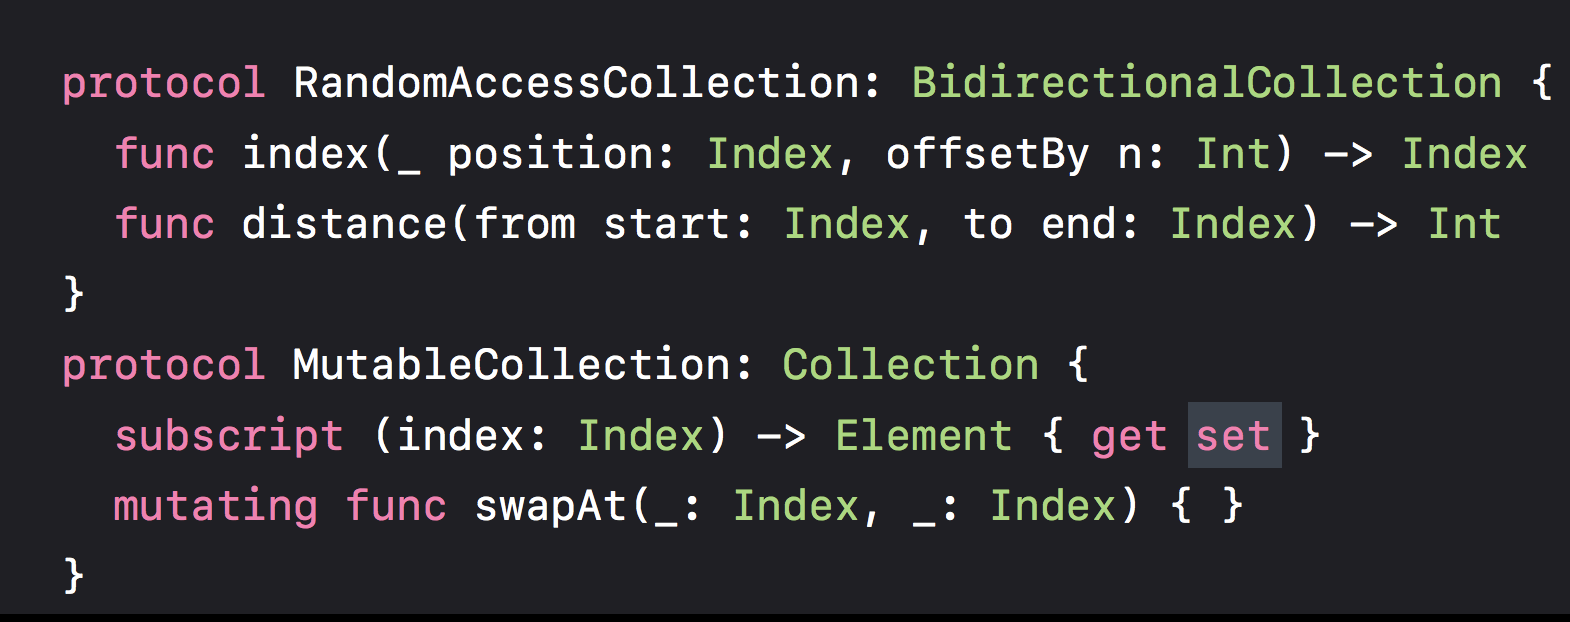 protocol RandomAccessCollection: BidirectionalCollection {
  func index(_ position: Index, offsetBy n: Int) -> Index
  func distance(from start: Index, to end: Index) -> Int
}
protocol MutableCollection: Collection {
  subscript (index: Index) -> Element { get set }
  mutating func swapAt(_: Index, _: Index) { }
}